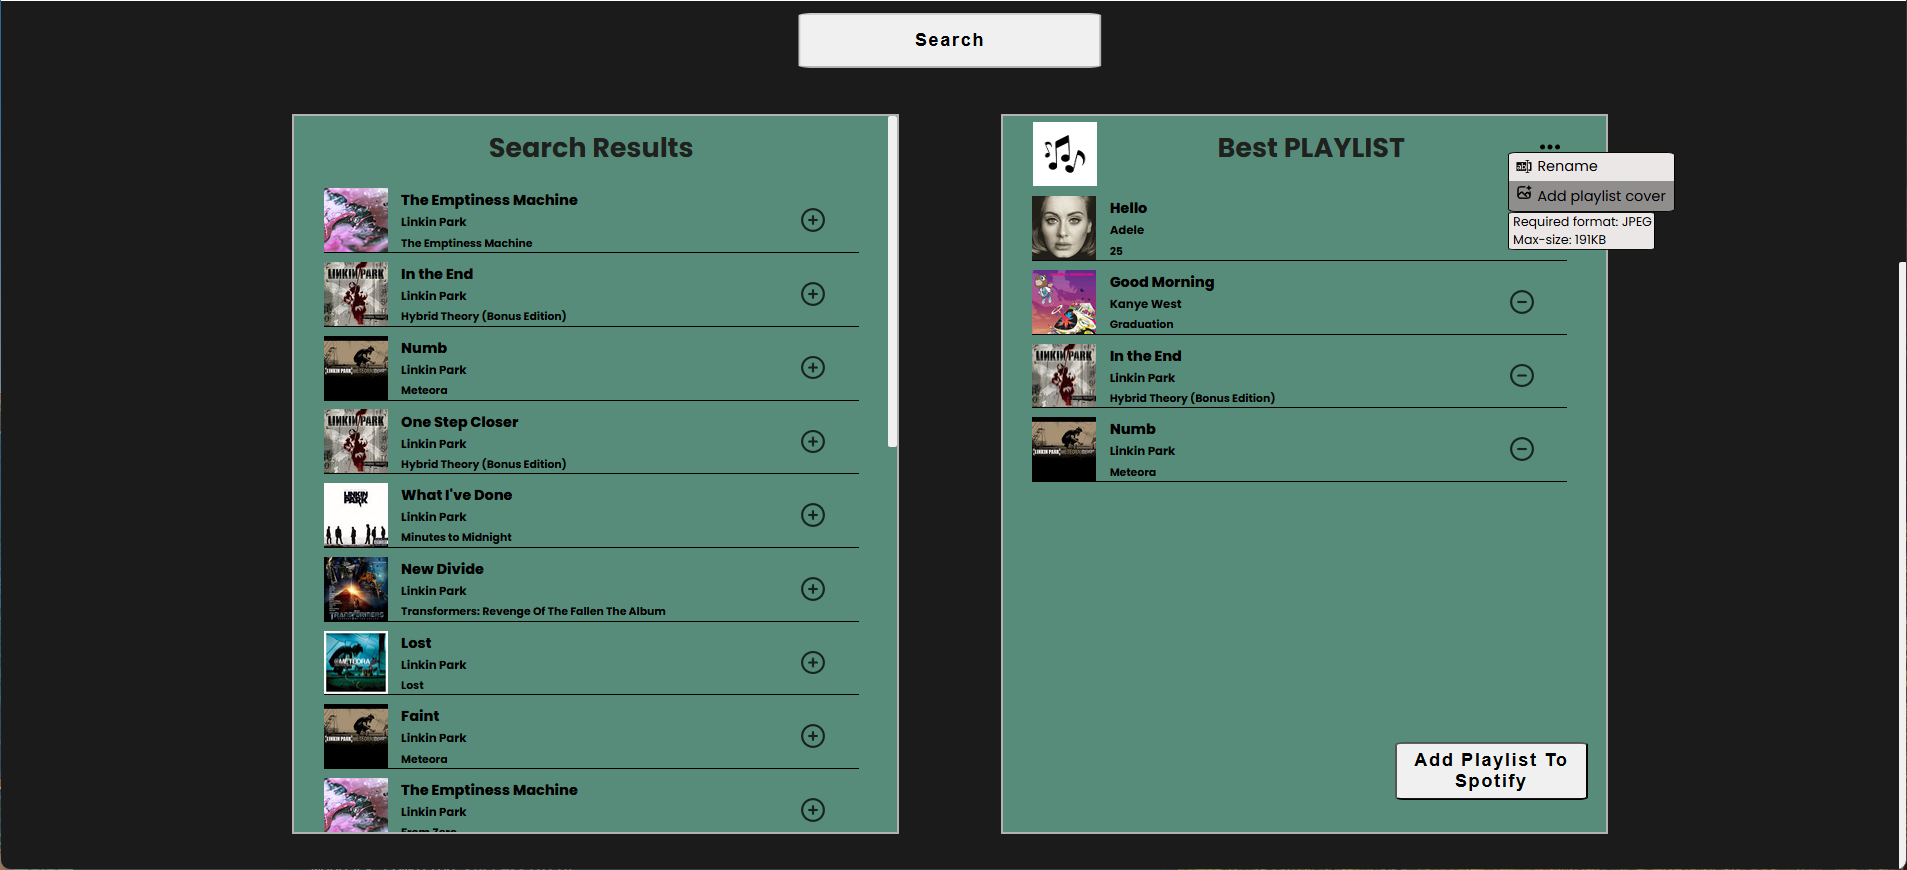 Search
Search Results
The Emptiness Machine
Linkin Park
The Emptiness Machine
In the End
Linkin Park
Hybrid Theory (Bonus Edition)
Numb
Linkin Park
Meteora
One Step Closer
Linkin Park
Hybrid Theory (Bonus Edition)
What I've Done
Linkin Park
Minutes to Midnight
New Divide
Linkin Park
Transformers: Revenge Of The Fallen The Album
Lost
Linkin Park
Lost
Faint
Linkin Park
Meteora
The Emptiness Machine
Linkin Park
From Zero
Best PLAYLIST
Rename
Add playlist cover
Required format: JPEG
Max-size: 191KB
Hello
Adele
25
Good Morning
Kanye West
Graduation
In the End
Linkin Park
Hybrid Theory (Bonus Edition)
Numb
Linkin Park
Meteora
Add Playlist To
Spotify